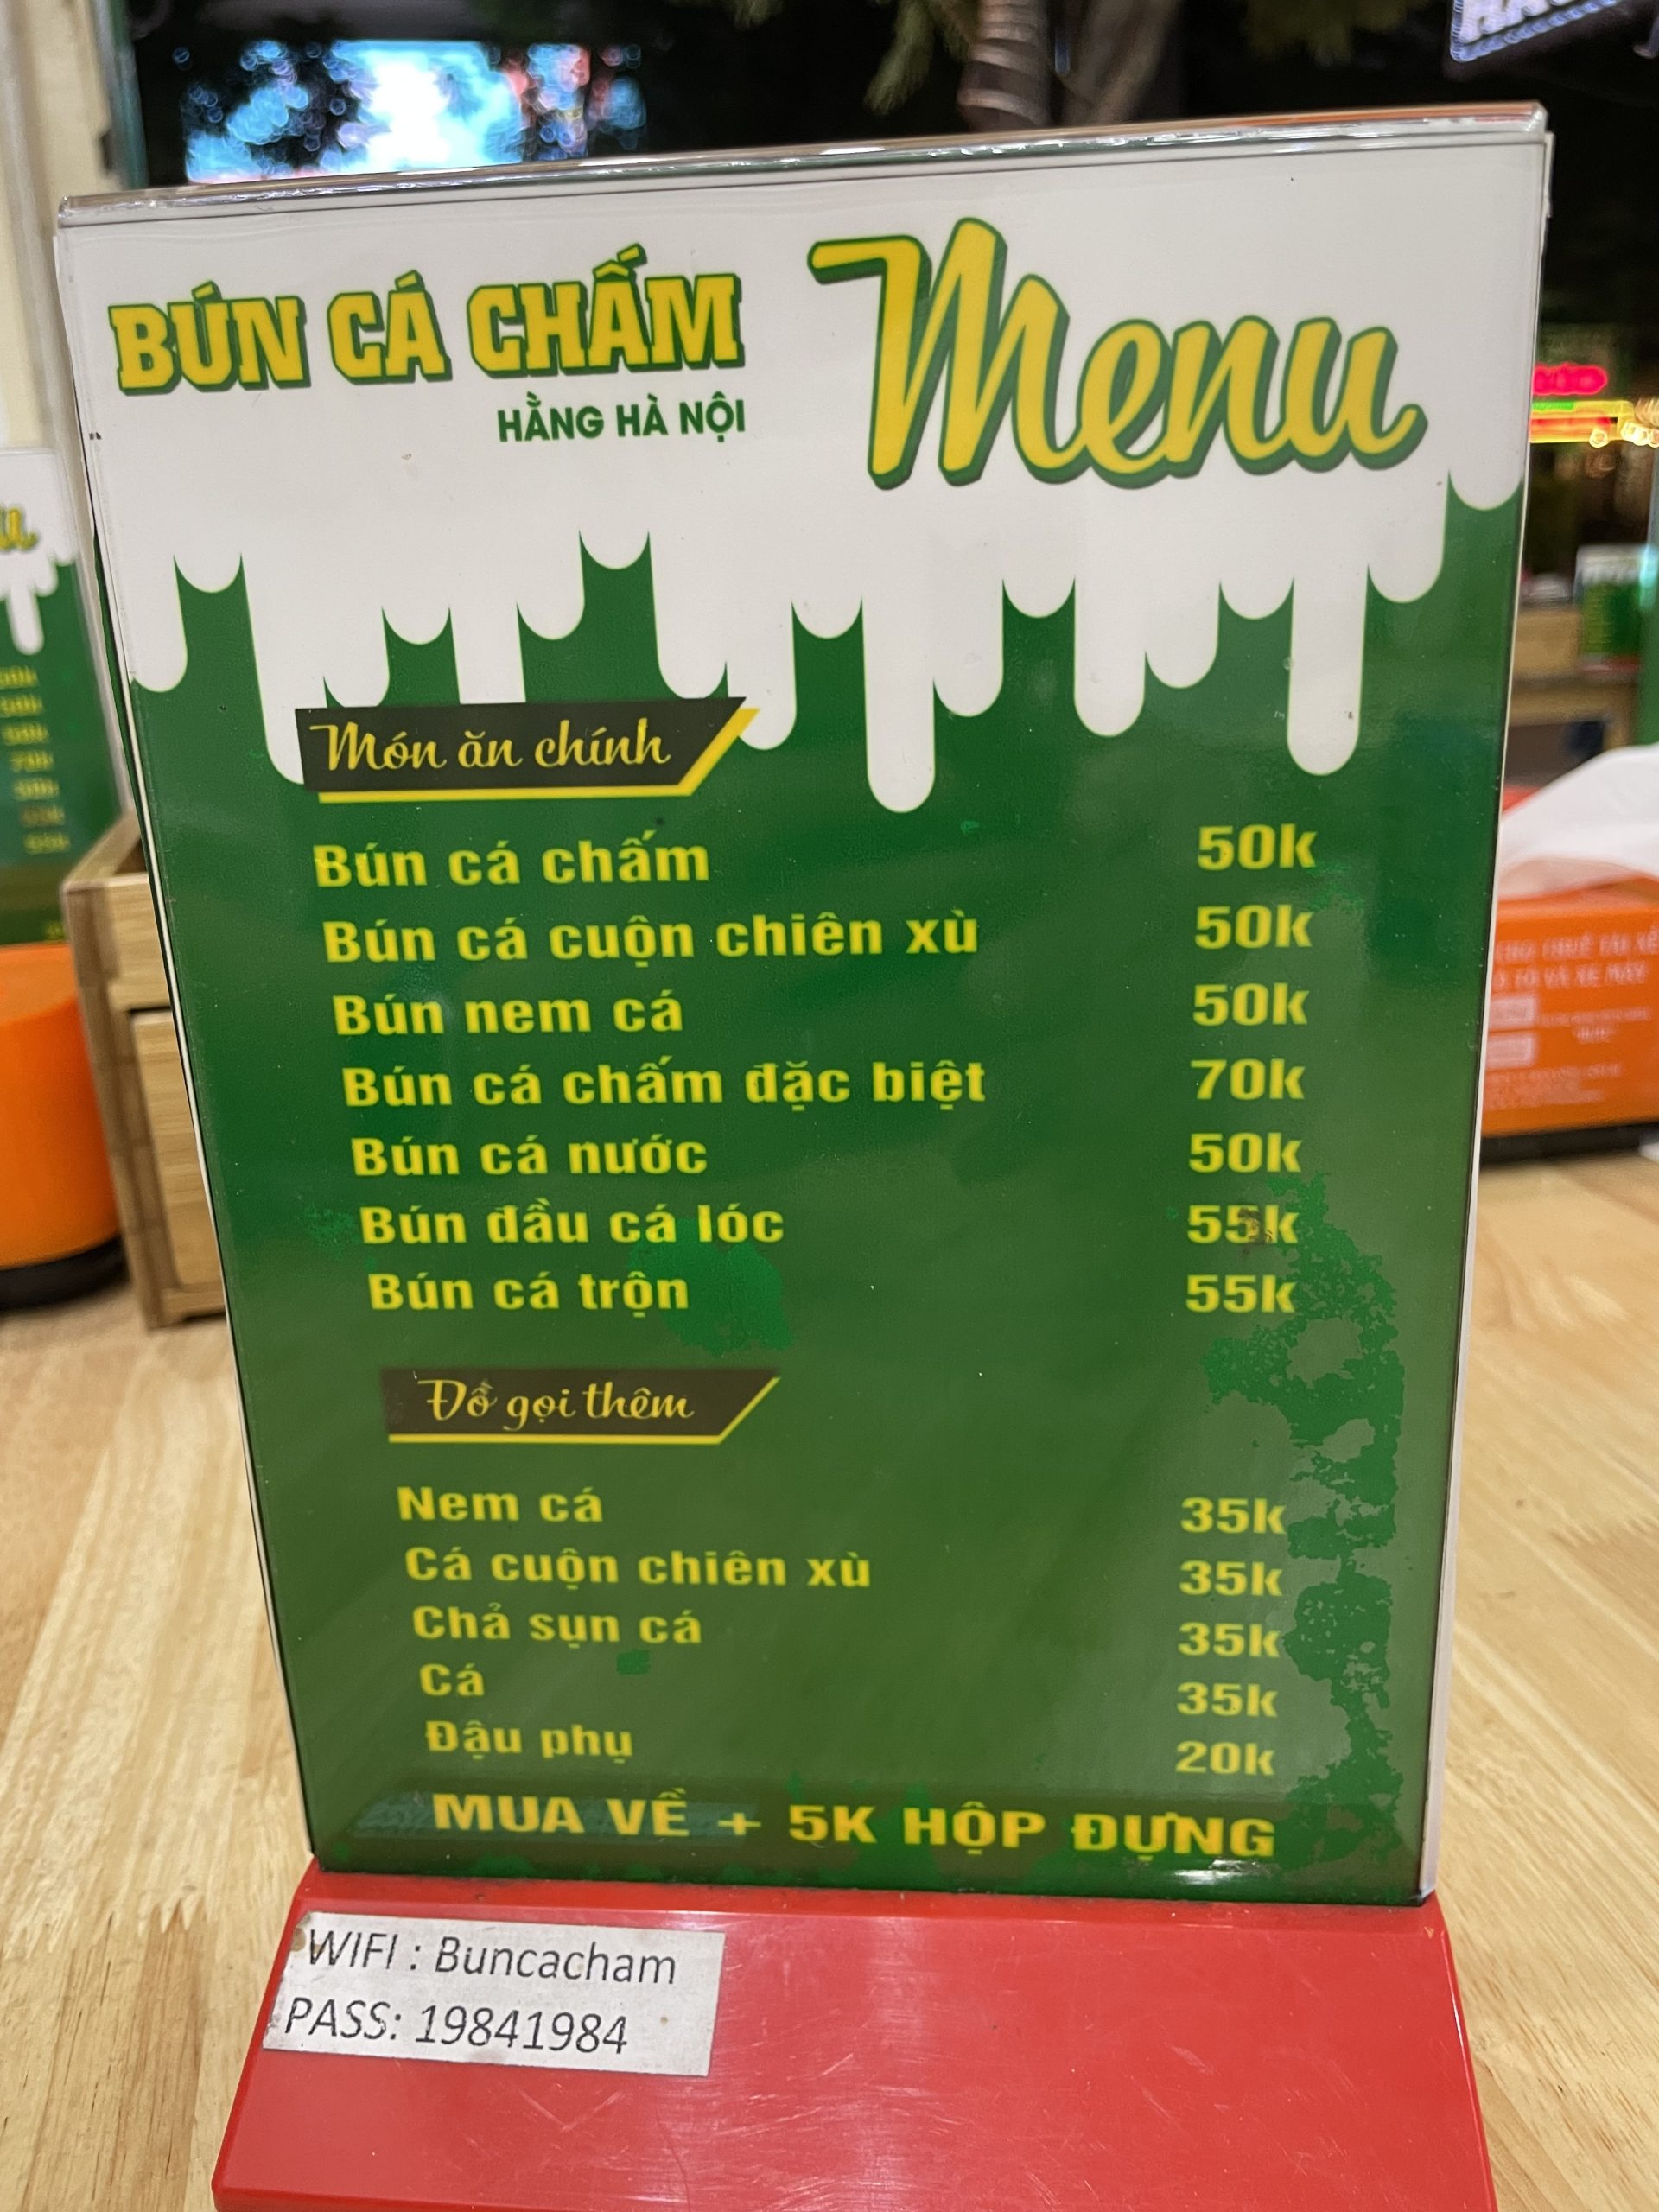 BÚN CÁ CHẤM
HẰNG HÀ NỘI
Menu
Món ăn chính
Bún cá chấm 50k
Bún cá cuộn chiên xù 50k
Bún nem cá 50k
Bún cá chấm đặc biệt 70k
Bún cá nước 50k
Bún đầu cá lóc 55k
Bún cá trộn 55k
Đồ gọi thêm
Nem cá 35k
Cá cuộn chiên xù 35k
Chả sụn cá 35k
Cá 35k
Đậu phụ 20k
MUA VỀ + 5K HỘP ĐỰNG
WIFI : Buncacham
PASS: 19841984